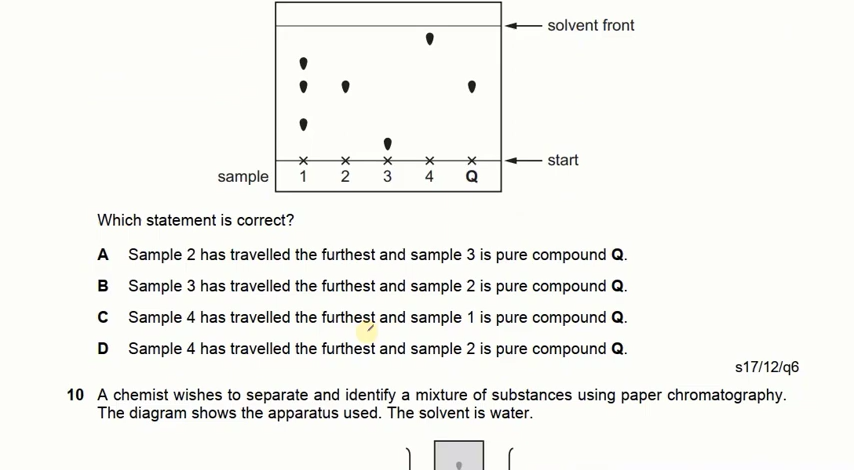 solvent front
start
sample 1 2 3 4 Q
Which statement is correct?
A Sample 2 has travelled the furthest and sample 3 is pure compound Q.
B Sample 3 has travelled the furthest and sample 2 is pure compound Q.
C Sample 4 has travelled the furthest and sample 1 is pure compound Q.
D Sample 4 has travelled the furthest and sample 2 is pure compound Q.
s17/12/q6
10 A chemist wishes to separate and identify a mixture of substances using paper chromatography.
The diagram shows the apparatus used. The solvent is water.